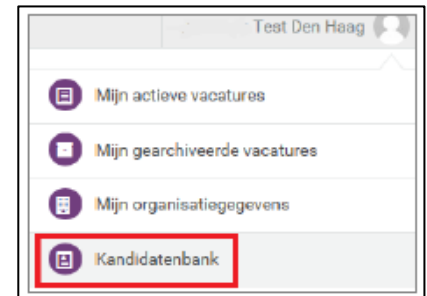 Test Den Haag
Mijn actieve vacatures
Mijn gearchiveerde vacatures
Mijn organisatiegegevens
Kandidatenbank